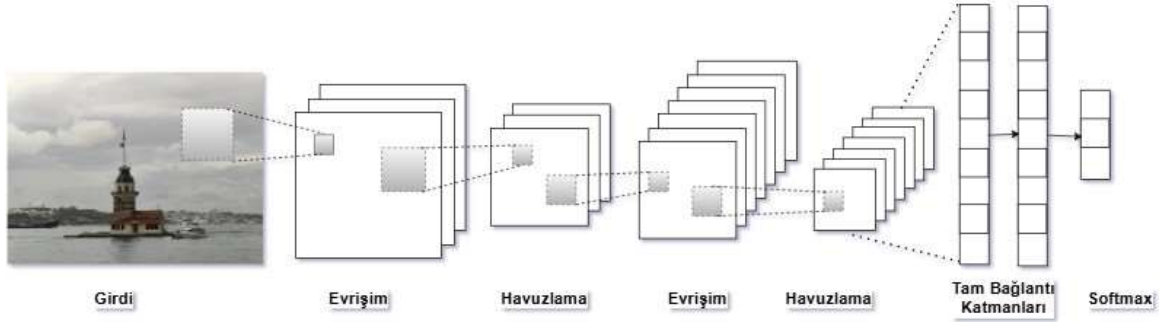 Girdi
Evrişim
Havuzlama
Evrişim
Havuzlama
Tam Bağlantı
Katmanları
Softmax